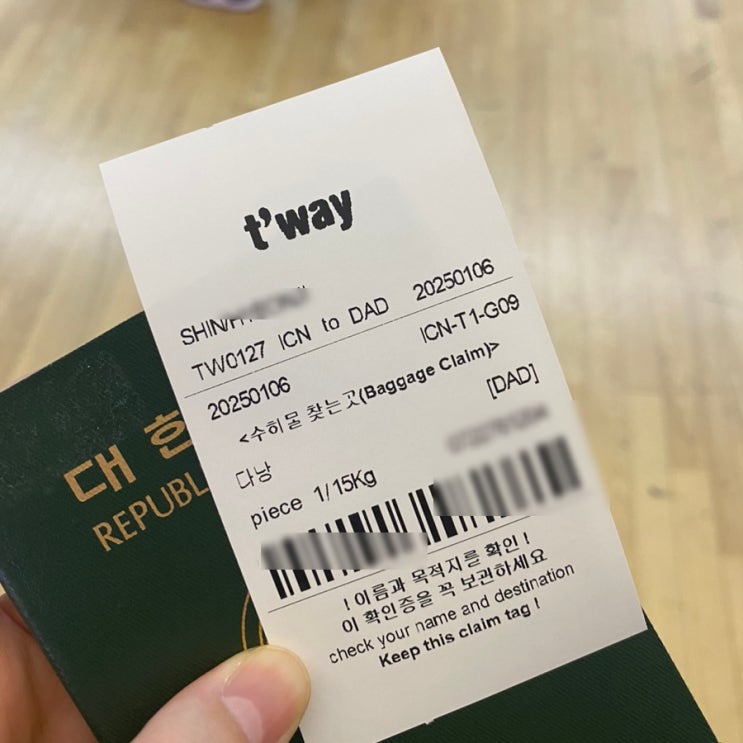 t'way
SHIN/
TW0127 ICN to DAD 20250106
20250106 ICN-T1-G09
<수하물 찾는곳(Baggage Claim)>
다낭 [DAD]
piece 1/15Kg
! 이름과 목적지를 확인 !
이 확인증을 꼭 보관하세요
check your name and destination
Keep this claim tag !
대 한
REPUBL